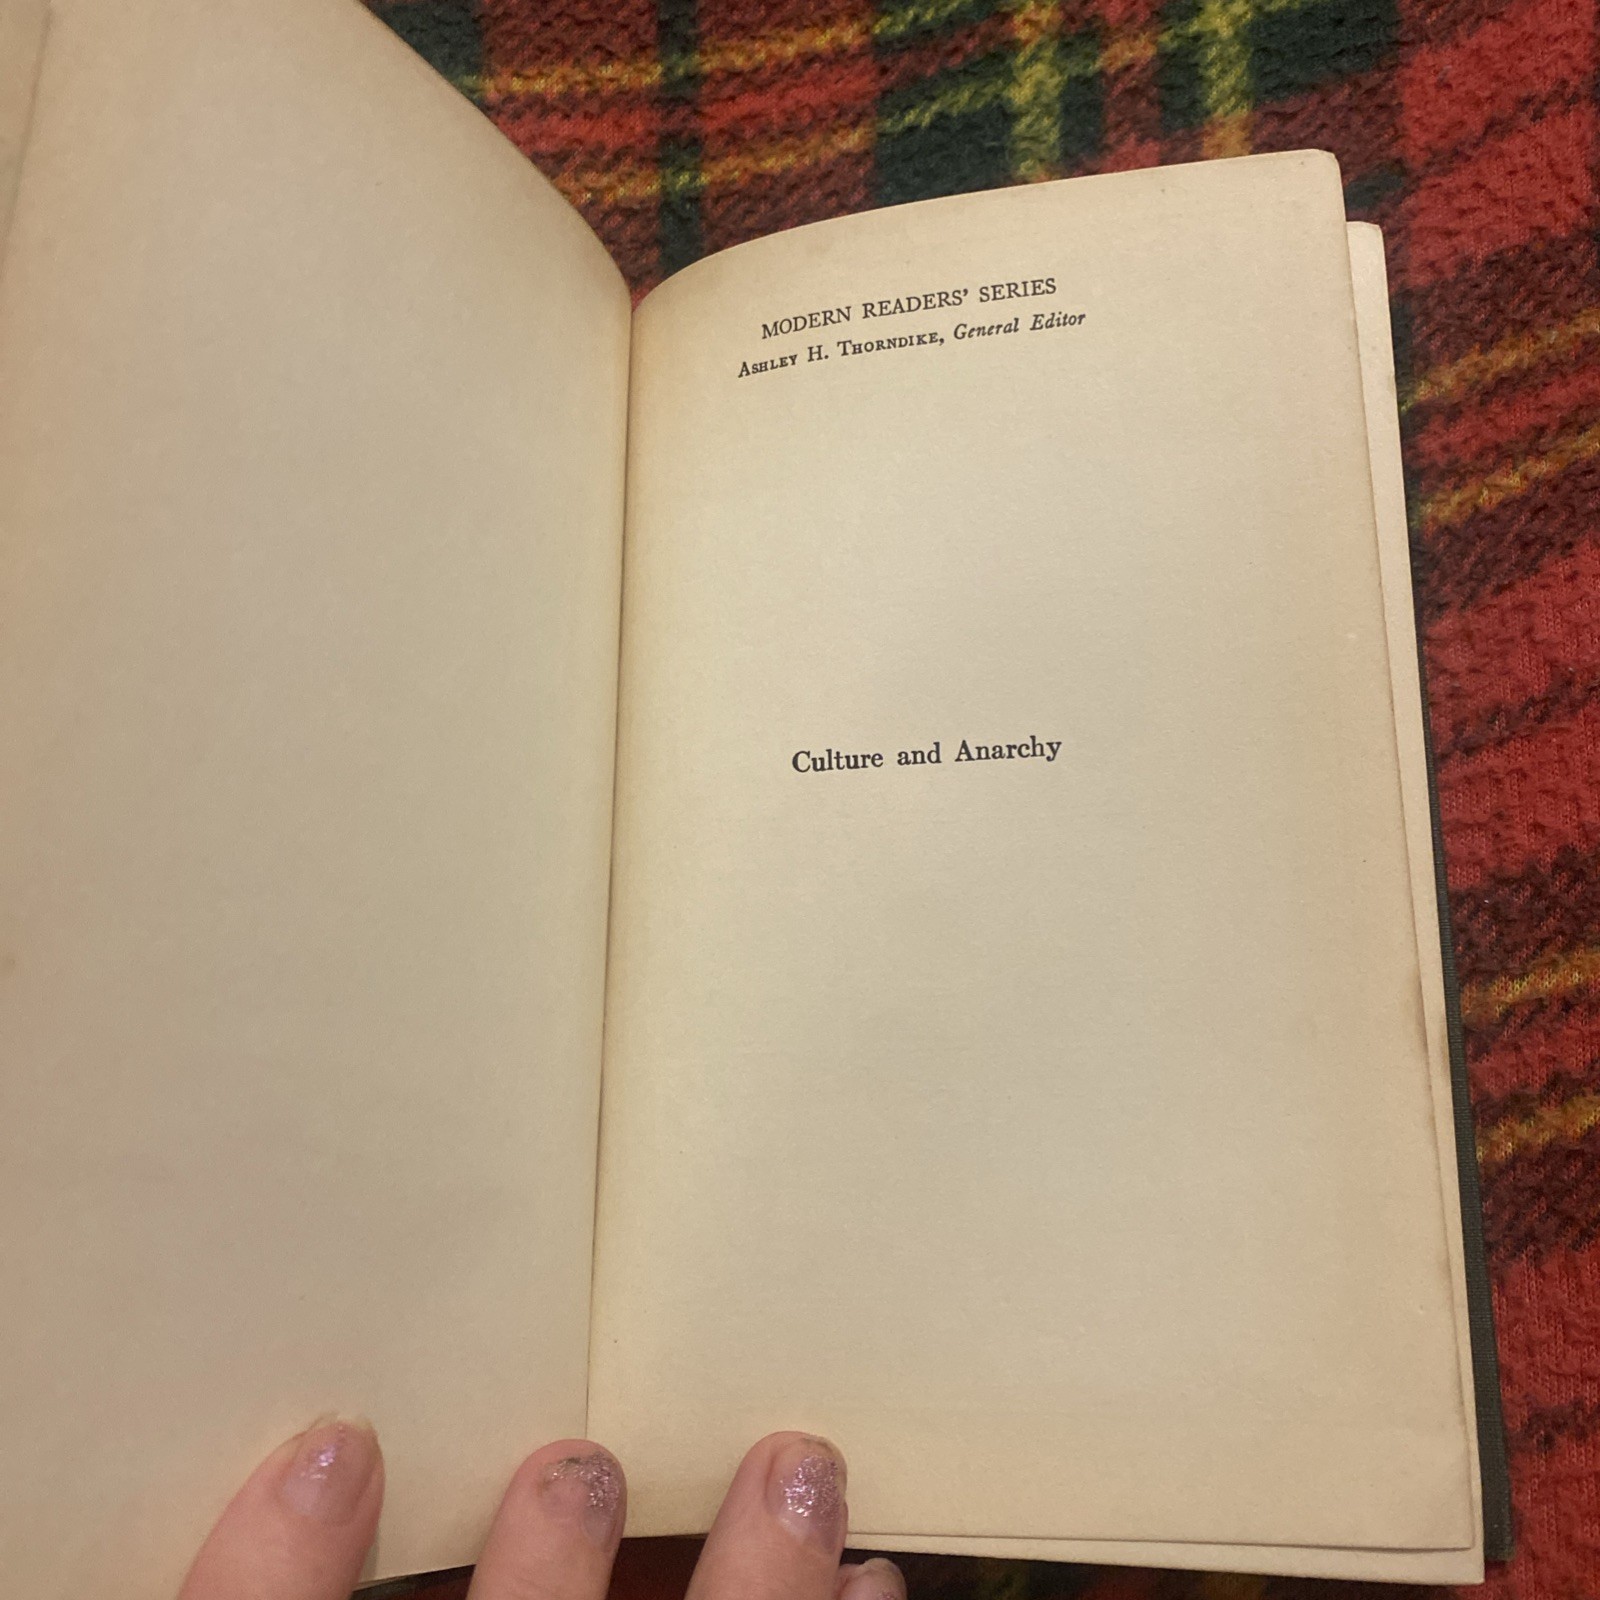 MODERN READERS' SERIES
ASHLEY H. THORNDIKE, General Editor
Culture and Anarchy